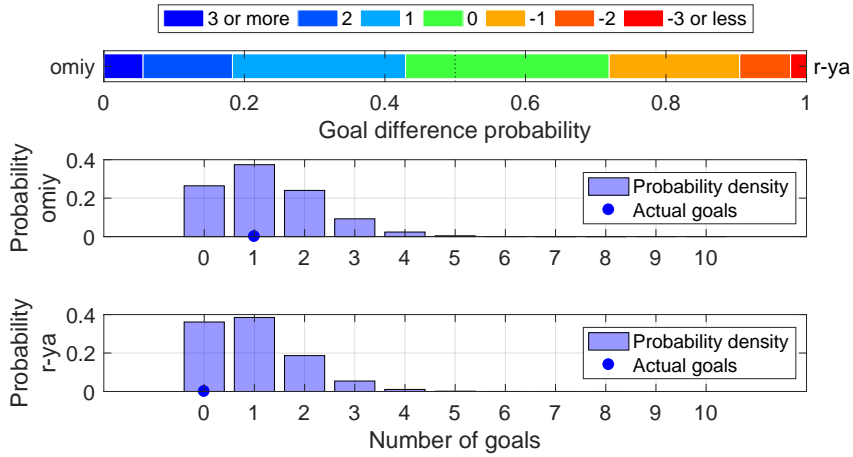 3 or more 2 1 0 -1 -2 -3 or less
omiy r-ya
0 0.2 0.4 0.6 0.8 1
Goal difference probability
Probability
omiy
0.4
0.2
0
Probability density
Actual goals
0 1 2 3 4 5 6 7 8 9 10
Probability
r-ya
0.4
0.2
0
Probability density
Actual goals
0 1 2 3 4 5 6 7 8 9 10
Number of goals